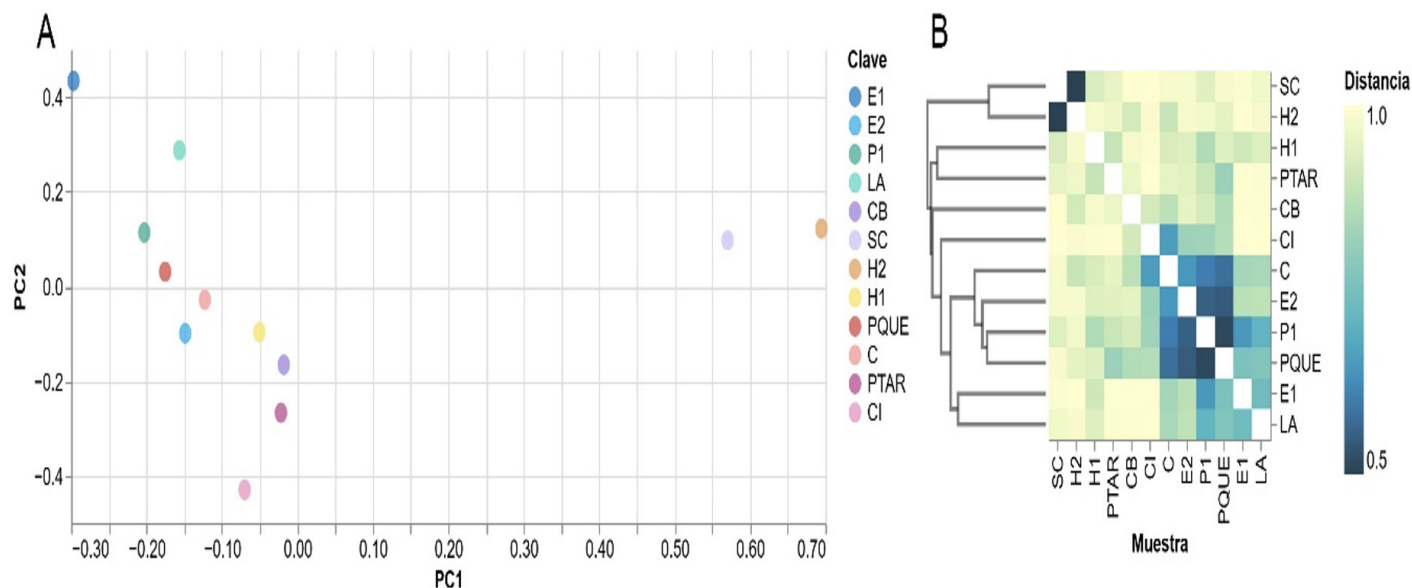 A
0.4
0.2
0.0
−0.2
−0.4
PC2
−0.30 −0.20 −0.10 0.00 0.10 0.20 0.30 0.40 0.50 0.60 0.70
PC1
Clave
E1
E2
P1
LA
CB
SC
H2
H1
PQUE
C
PTAR
CI
B
SC
H2
H1
PTAR
CB
CI
C
E2
P1
PQUE
E1
LA
SC H2 H1 PTAR CB CI C E2 P1 PQUE E1 LA
Muestra
Distancia
1.0
0.5